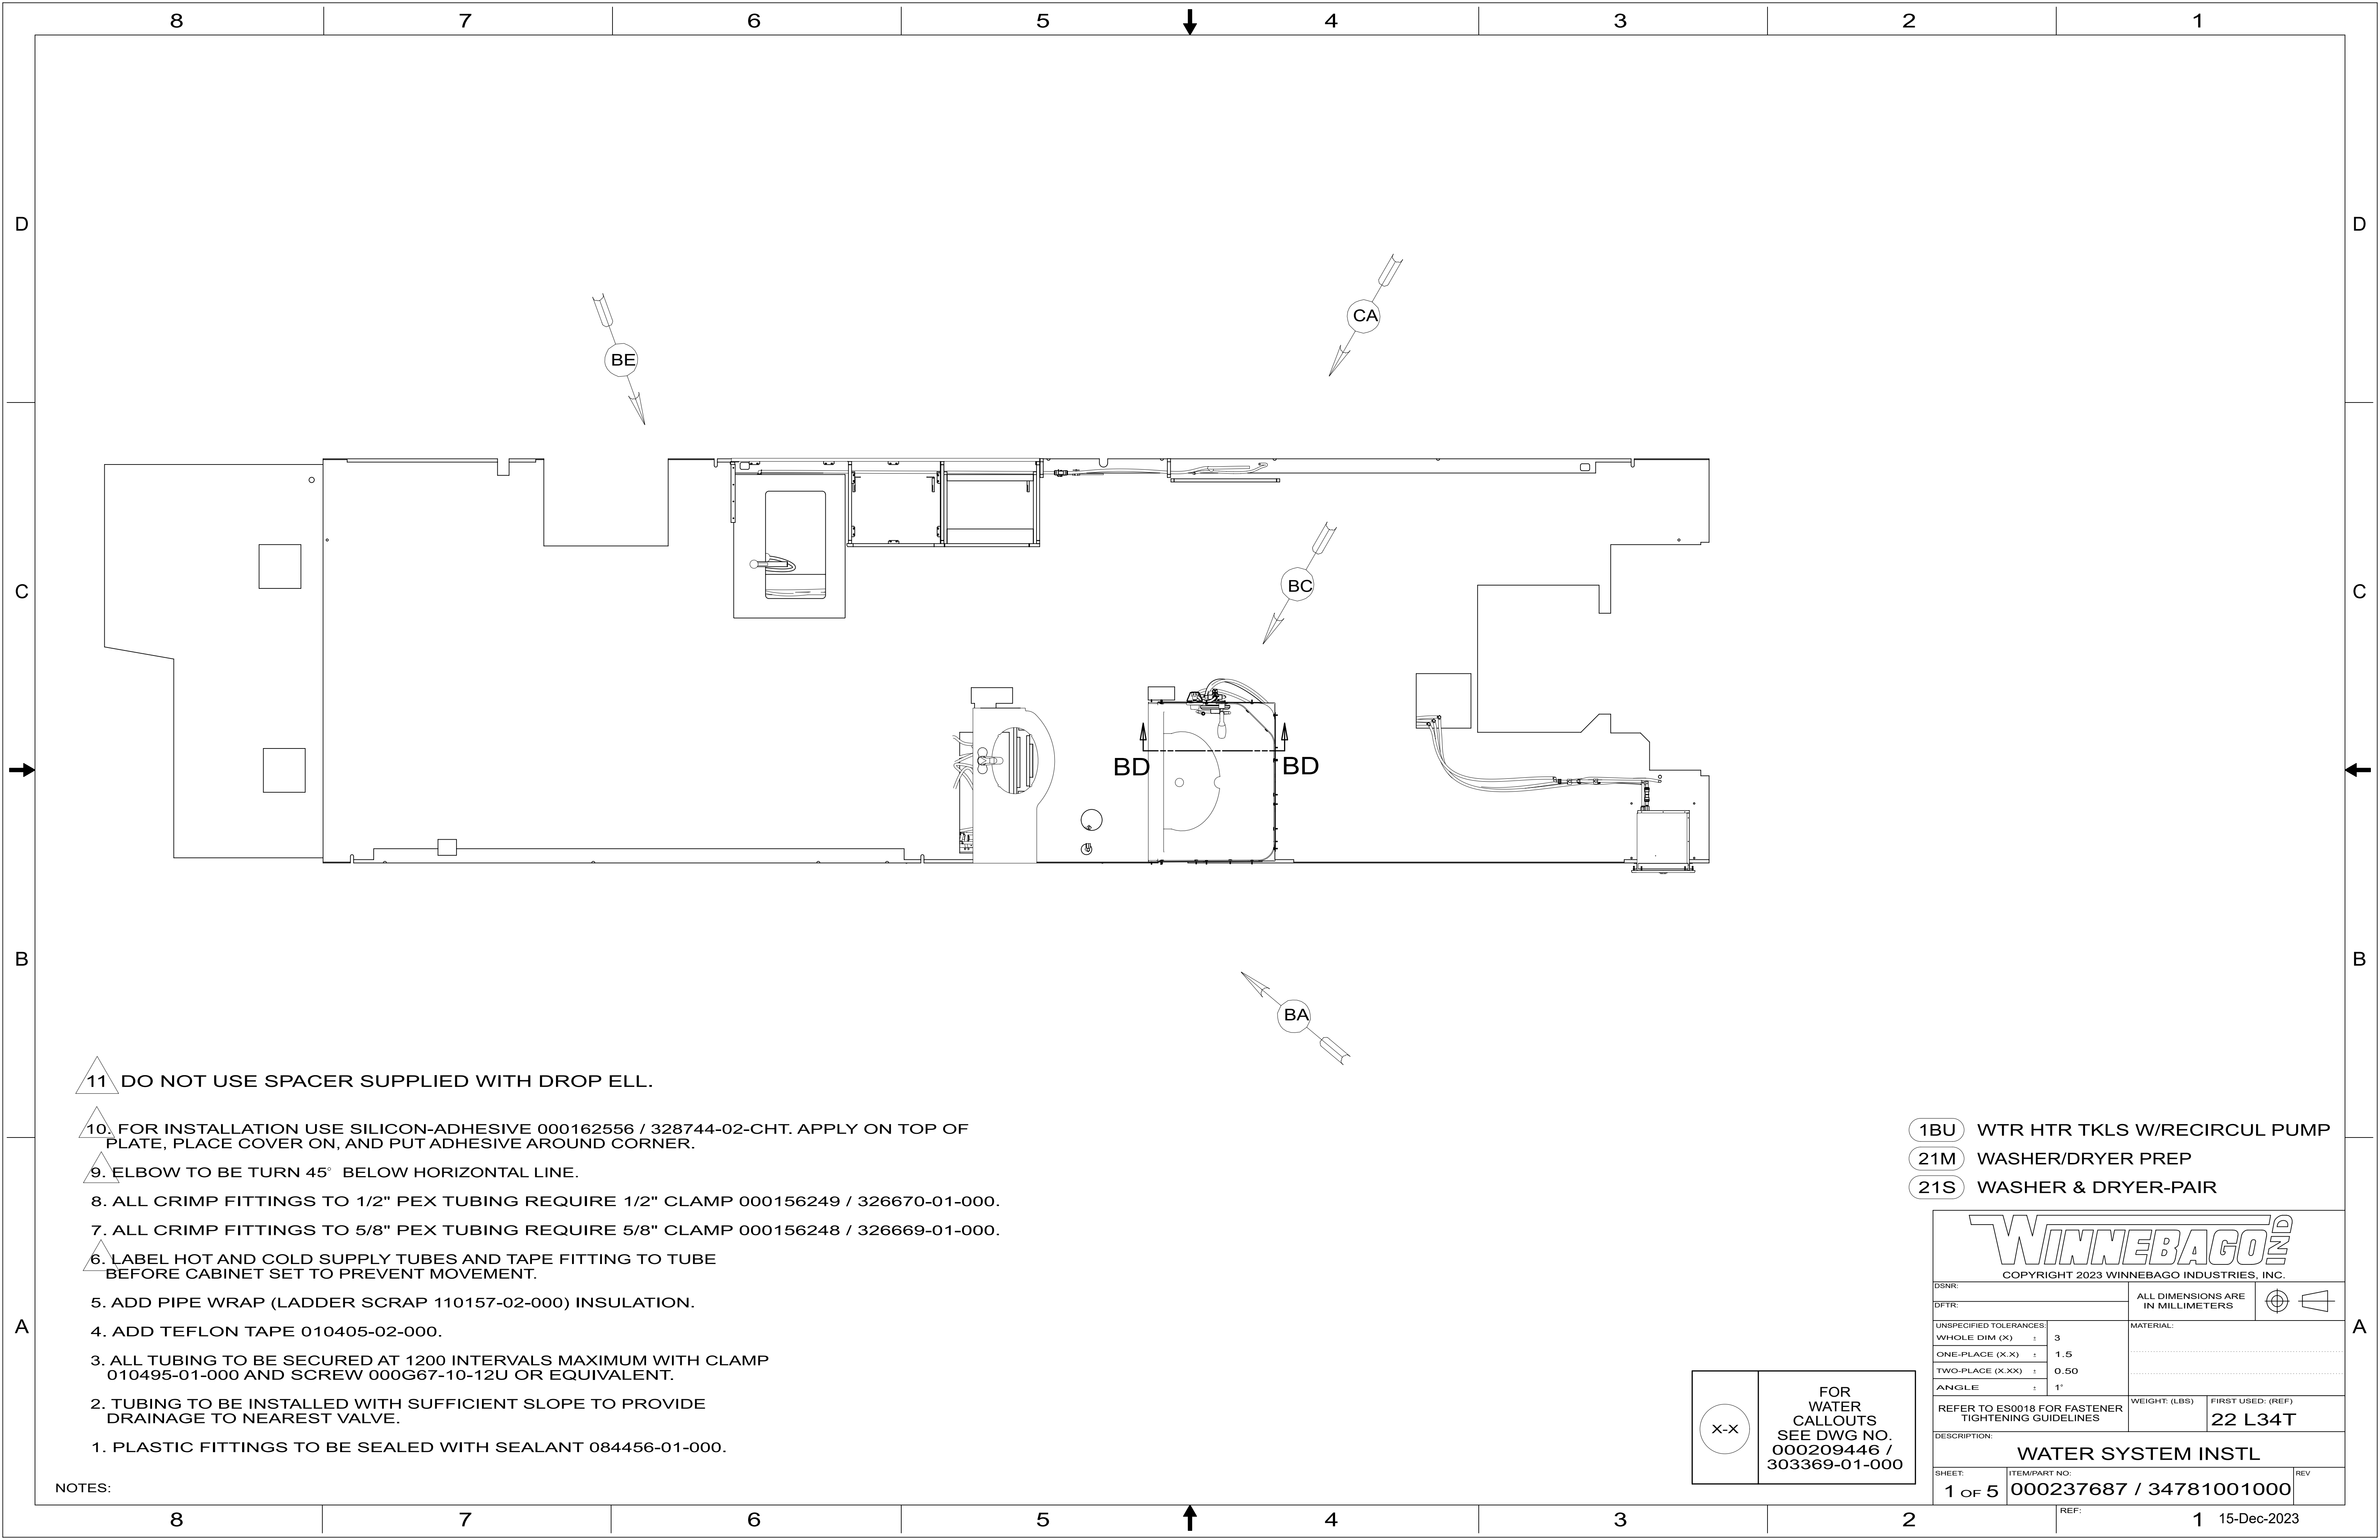 8 7 6 5 4 3 2 1
D D
CA
BE
C C
BC
BD BD
B B
BA
11 DO NOT USE SPACER SUPPLIED WITH DROP ELL.
10. FOR INSTALLATION USE SILICON-ADHESIVE 000162556 / 328744-02-CHT. APPLY ON TOP OF
PLATE, PLACE COVER ON, AND PUT ADHESIVE AROUND CORNER.
9. ELBOW TO BE TURN 45° BELOW HORIZONTAL LINE.
8. ALL CRIMP FITTINGS TO 1/2" PEX TUBING REQUIRE 1/2" CLAMP 000156249 / 326670-01-000.
7. ALL CRIMP FITTINGS TO 5/8" PEX TUBING REQUIRE 5/8" CLAMP 000156248 / 326669-01-000.
6. LABEL HOT AND COLD SUPPLY TUBES AND TAPE FITTING TO TUBE
BEFORE CABINET SET TO PREVENT MOVEMENT.
5. ADD PIPE WRAP (LADDER SCRAP 110157-02-000) INSULATION.
4. ADD TEFLON TAPE 010405-02-000.
3. ALL TUBING TO BE SECURED AT 1200 INTERVALS MAXIMUM WITH CLAMP
010495-01-000 AND SCREW 000G67-10-12U OR EQUIVALENT.
2. TUBING TO BE INSTALLED WITH SUFFICIENT SLOPE TO PROVIDE
DRAINAGE TO NEAREST VALVE.
1. PLASTIC FITTINGS TO BE SEALED WITH SEALANT 084456-01-000.
NOTES:
1BU WTR HTR TKLS W/RECIRCUL PUMP
21M WASHER/DRYER PREP
21S WASHER & DRYER-PAIR
X-X
FOR
WATER
CALLOUTS
SEE DWG NO.
000209446 /
303369-01-000
WINNEBAGO IND
COPYRIGHT 2023 WINNEBAGO INDUSTRIES, INC.
DSNR:
DFTR:
ALL DIMENSIONS ARE
IN MILLIMETERS
UNSPECIFIED TOLERANCES:
WHOLE DIM (X) ± 3
ONE-PLACE (X.X) ± 1.5
TWO-PLACE (X.XX) ± 0.50
ANGLE ± 1°
MATERIAL:
REFER TO ES0018 FOR FASTENER
TIGHTENING GUIDELINES
WEIGHT: (LBS)
FIRST USED: (REF)
22 L34T
DESCRIPTION:
WATER SYSTEM INSTL
SHEET:
1 OF 5
ITEM/PART NO:
000237687 / 34781001000
REV
A A
8 7 6 5 4 3 2 1
REF:
15-Dec-2023